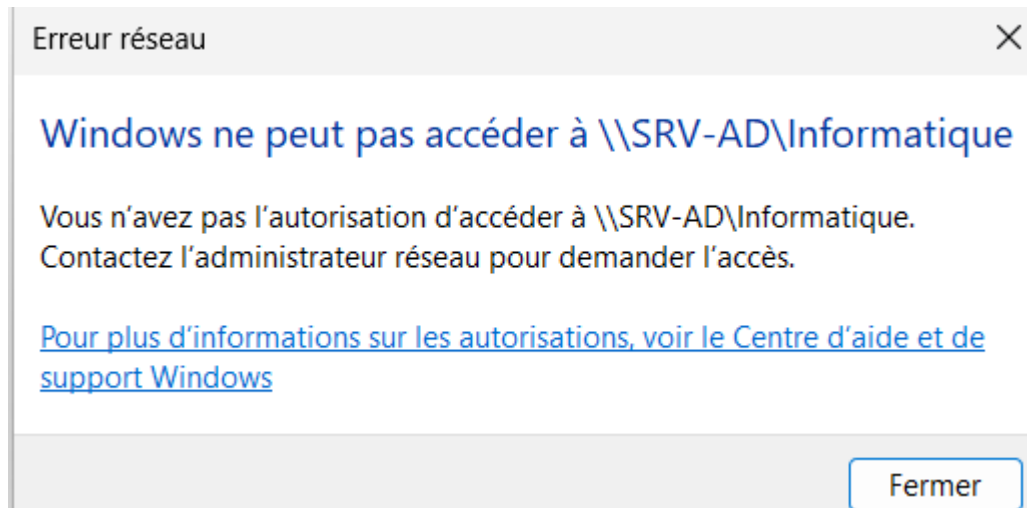 Erreur réseau
Windows ne peut pas accéder à \\SRV-AD\Informatique
Vous n’avez pas l’autorisation d’accéder à \\SRV-AD\Informatique.
Contactez l’administrateur réseau pour demander l’accès.
Pour plus d’informations sur les autorisations, voir le Centre d’aide et de
support Windows
Fermer